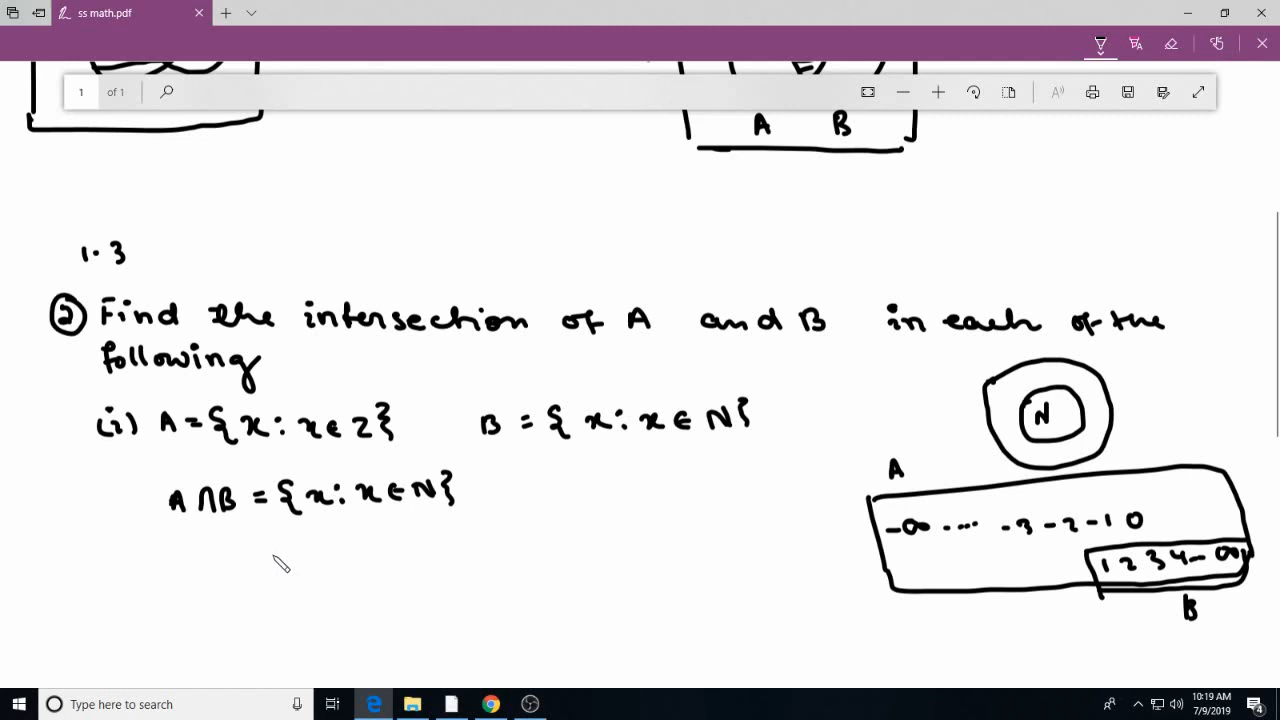 ss math.pdf
1 of 1
E
A B
1.3
② Find the intersection of A and B in each of the
following
(i) A = {x : x ∈ Z} B = {x : x ∈ N}
N
A ∩ B = {x : x ∈ N}
A
-∞ .... -3 -2 -1 0
1 2 3 4 -- ∞
B
Type here to search
10:19 AM
7/9/2019
4